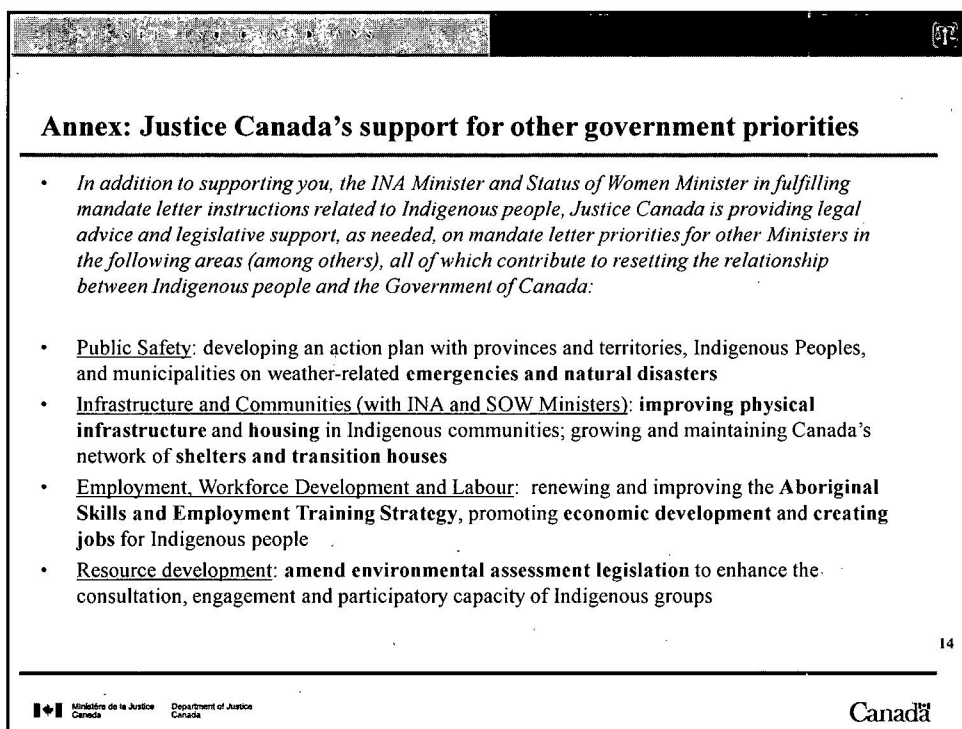 Annex: Justice Canada's support for other government priorities
• In addition to supporting you, the INA Minister and Status of Women Minister in fulfilling
mandate letter instructions related to Indigenous people, Justice Canada is providing legal
advice and legislative support, as needed, on mandate letter priorities for other Ministers in
the following areas (among others), all of which contribute to resetting the relationship
between Indigenous people and the Government of Canada:
• Public Safety: developing an action plan with provinces and territories, Indigenous Peoples,
and municipalities on weather-related emergencies and natural disasters
• Infrastructure and Communities (with INA and SOW Ministers): improving physical
infrastructure and housing in Indigenous communities; growing and maintaining Canada's
network of shelters and transition houses
• Employment, Workforce Development and Labour: renewing and improving the Aboriginal
Skills and Employment Training Strategy, promoting economic development and creating
jobs for Indigenous people
• Resource development: amend environmental assessment legislation to enhance the
consultation, engagement and participatory capacity of Indigenous groups
14
Ministère de la Justice Department of Justice
Canada Canada
Canada